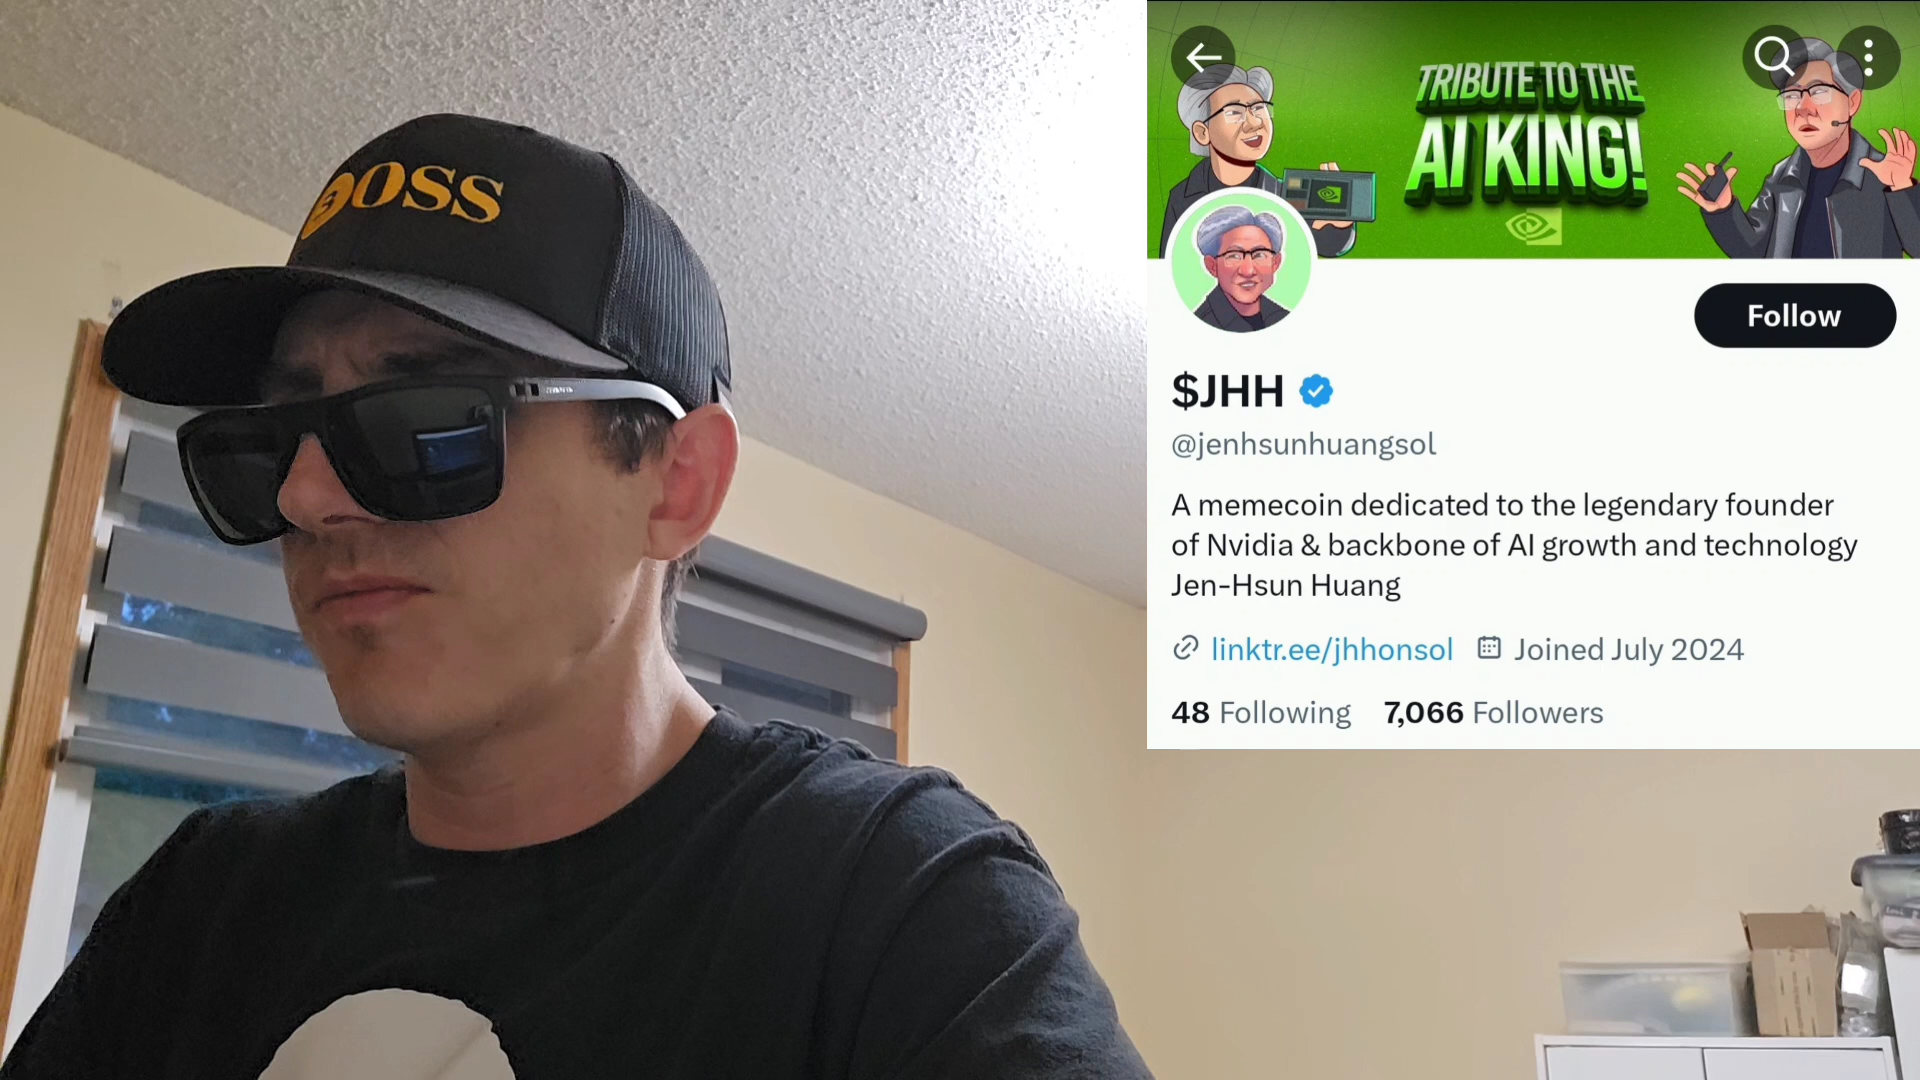 BOSS
TRIBUTE TO THE
AI KING!
Follow
$JHH
@jenhsunhuangsol
A memecoin dedicated to the legendary founder
of Nvidia & backbone of AI growth and technology
Jen-Hsun Huang
linktr.ee/jhhonsol Joined July 2024
48 Following 7,066 Followers